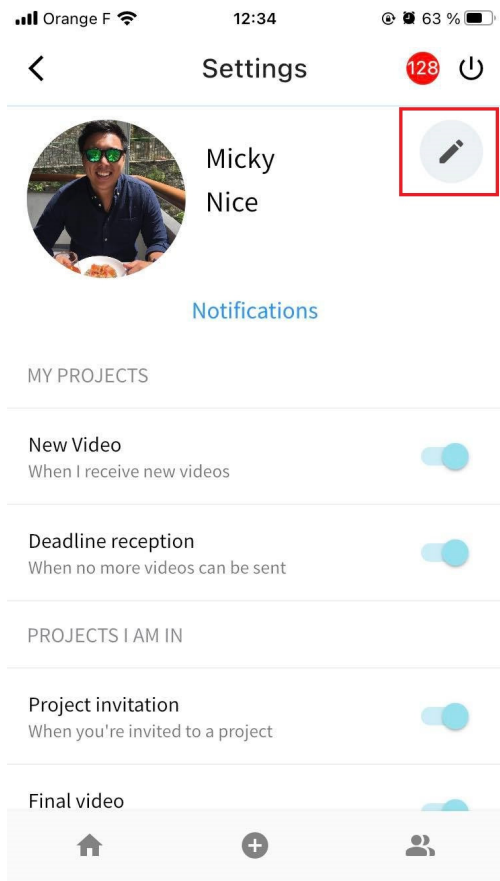 Orange F 12:34 63 %
Settings 128
Micky
Nice
Notifications
MY PROJECTS
New Video
When I receive new videos
Deadline reception
When no more videos can be sent
PROJECTS I AM IN
Project invitation
When you're invited to a project
Final video